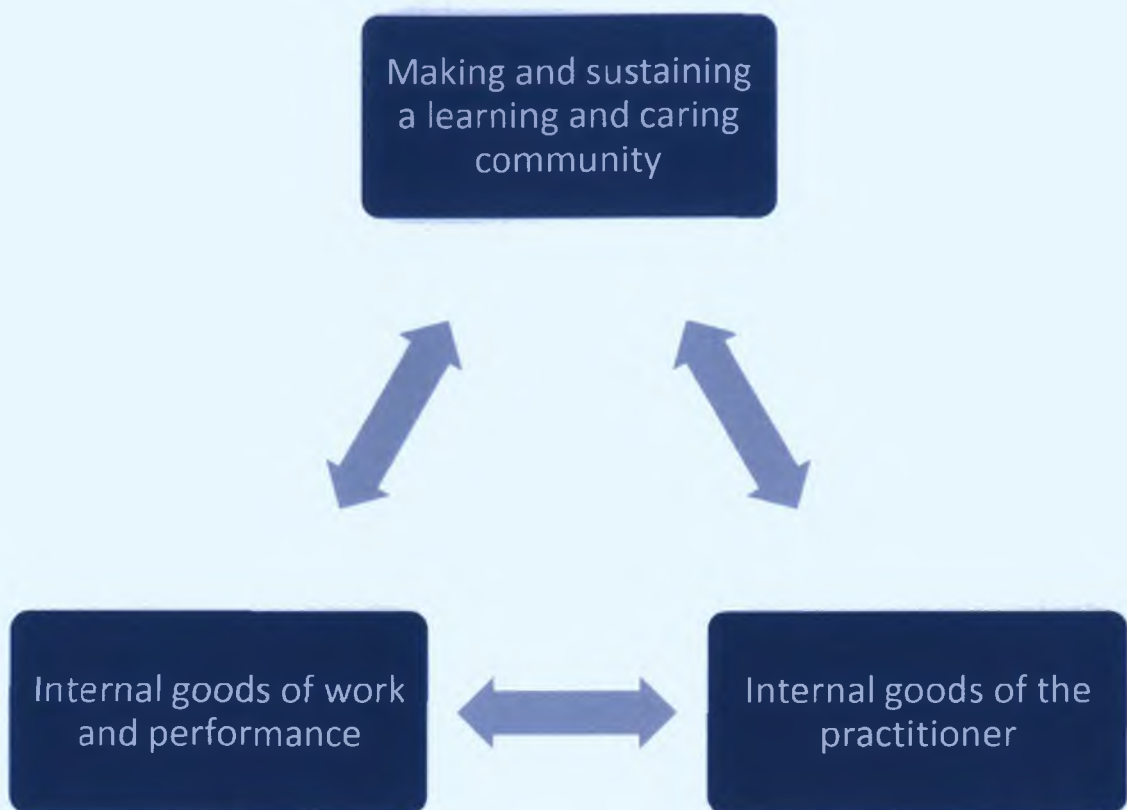 Making and sustaining
a learning and caring
community
Internal goods of work
and performance
Internal goods of the
practitioner